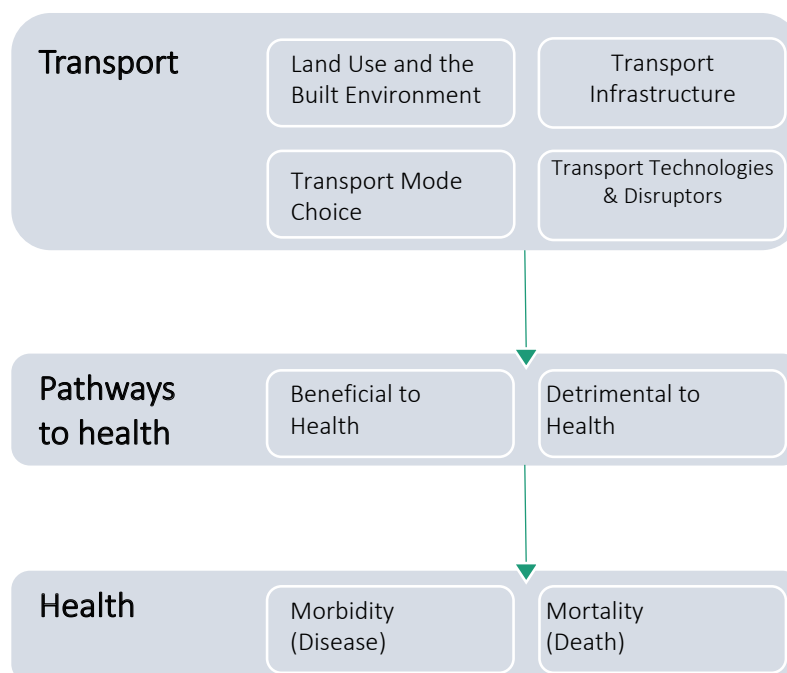 Transport
Land Use and the
Built Environment
Transport
Infrastructure
Transport Mode
Choice
Transport Technologies
& Disruptors
Pathways
to health
Beneficial to
Health
Detrimental to
Health
Health
Morbidity
(Disease)
Mortality
(Death)